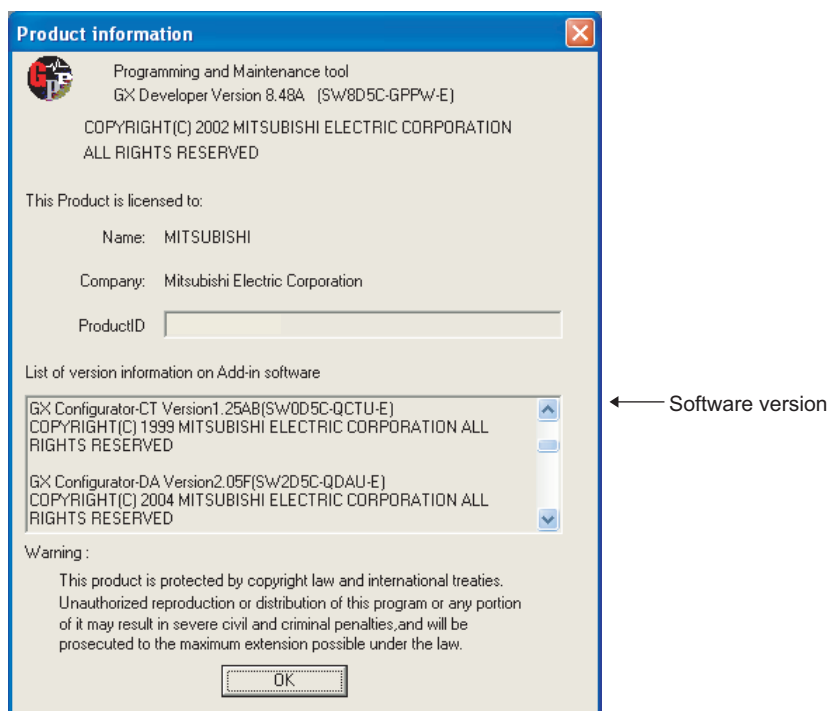 Product information
GPP
Programming and Maintenance tool
GX Developer Version 8.48A (SW8D5C-GPPW-E)
COPYRIGHT(C) 2002 MITSUBISHI ELECTRIC CORPORATION
ALL RIGHTS RESERVED
This Product is licensed to:
Name: MITSUBISHI
Company: Mitsubishi Electric Corporation
ProductID
List of version information on Add-in software
GX Configurator-CT Version1.25AB(SW0D5C-QCTU-E)
COPYRIGHT(C) 1999 MITSUBISHI ELECTRIC CORPORATION ALL
RIGHTS RESERVED
GX Configurator-DA Version2.05F(SW2D5C-QDAU-E)
COPYRIGHT(C) 2004 MITSUBISHI ELECTRIC CORPORATION ALL
RIGHTS RESERVED
Software version
Warning :
This product is protected by copyright law and international treaties.
Unauthorized reproduction or distribution of this program or any portion
of it may result in severe civil and criminal penalties,and will be
prosecuted to the maximum extension possible under the law.
OK